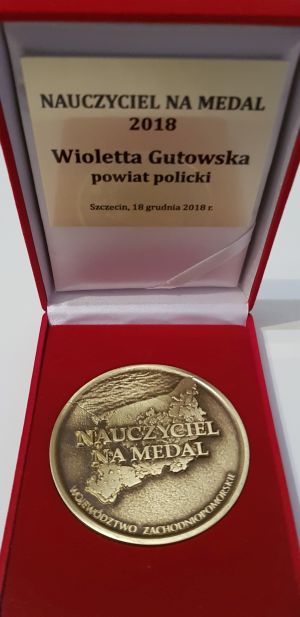 NAUCZYCIEL NA MEDAL
2018
Wioletta Gutowska
powiat policki
Szczecin, 18 grudnia 2018 r.
NAUCZYCIEL
NA MEDAL
WOJEWÓDZTWO ZACHODNIOPOMORSKIE